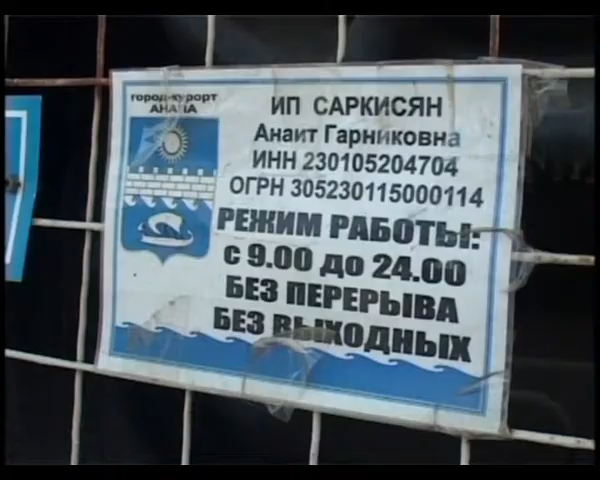 город-курорт
АНАПА
ИП САРКИСЯН
Анаит Гарниковна
ИНН 230105204704
ОГРН 305230115000114
РЕЖИМ РАБОТЫ:
с 9.00 до 24.00
БЕЗ ПЕРЕРЫВА
БЕЗ ВЫХОДНЫХ